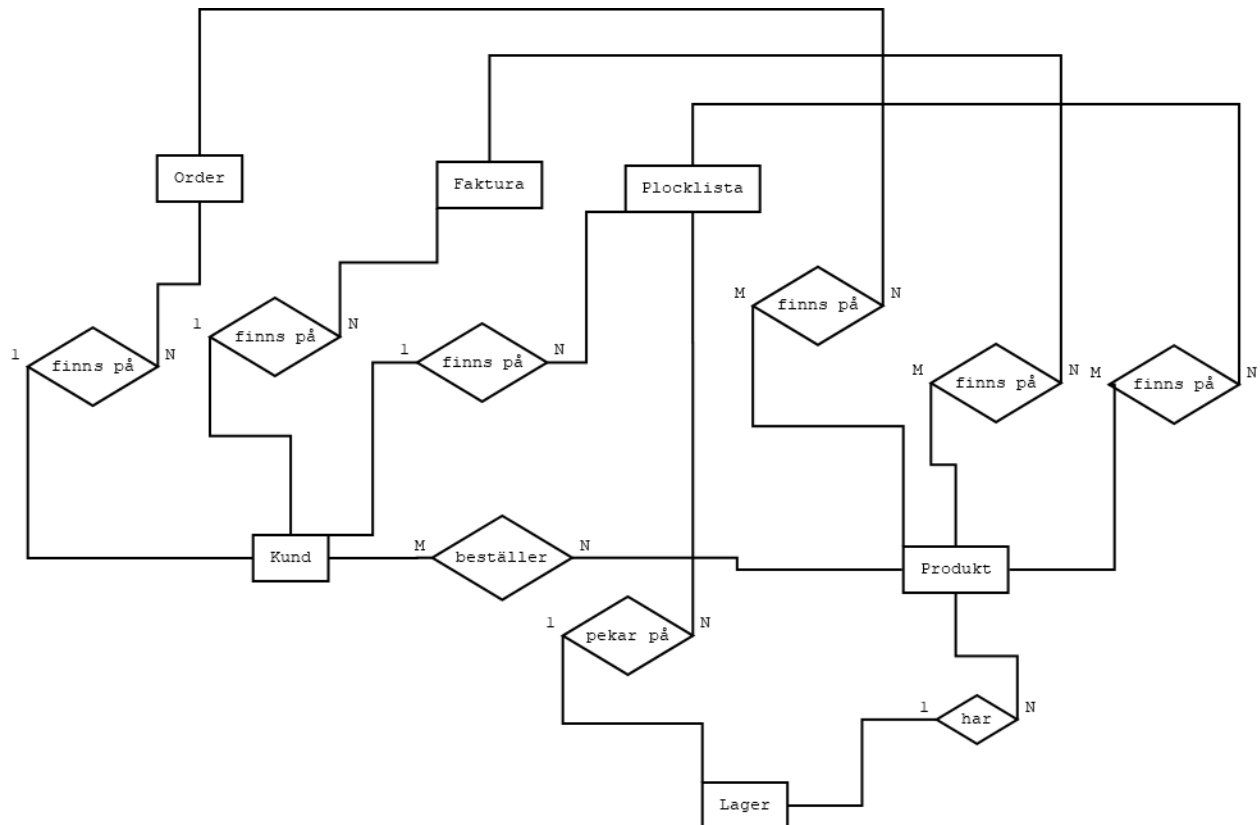 Order
Faktura
Plocklista
M
finns på
N
1
finns på
N
1
finns på
N
1
finns på
N
M
finns på
N
M
finns på
N
Kund
M
beställer
N
Produkt
1
pekar på
N
1
har
N
Lager